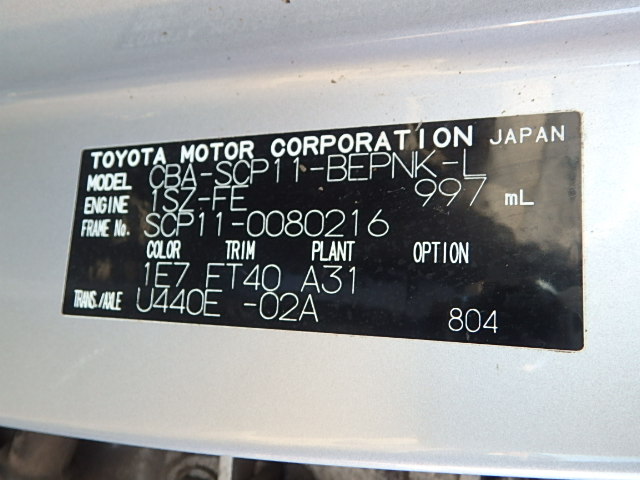 TOYOTA MOTOR CORPORATION JAPAN
MODEL CBA-SCP11-BEPNK-L
ENGINE 1SZ-FE 997 mL
FRAME No. SCP11-0080216
COLOR TRIM PLANT OPTION
1E7 FT40 A31
TRANS./AXLE U440E -02A
804